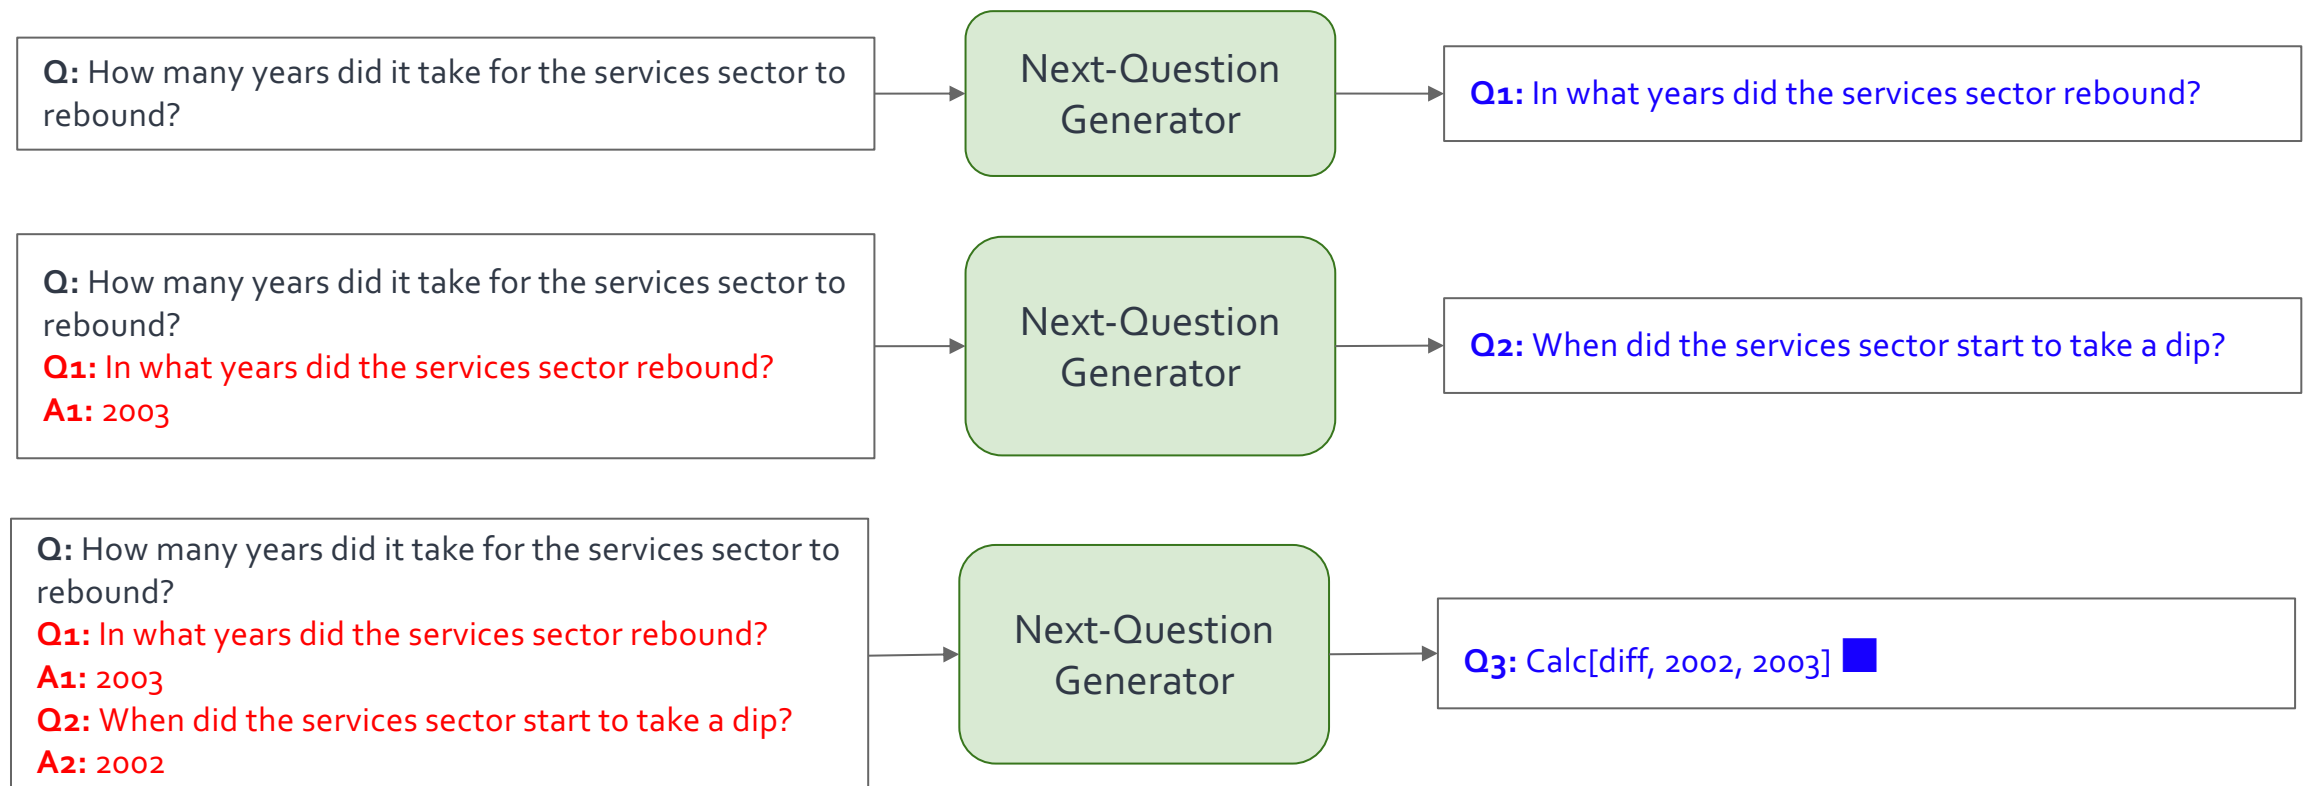 Q: How many years did it take for the services sector to
rebound?
Next-Question
Generator
Q1: In what years did the services sector rebound?
Q: How many years did it take for the services sector to
rebound?
Q1: In what years did the services sector rebound?
A1: 2003
Next-Question
Generator
Q2: When did the services sector start to take a dip?
Q: How many years did it take for the services sector to
rebound?
Q1: In what years did the services sector rebound?
A1: 2003
Q2: When did the services sector start to take a dip?
A2: 2002
Next-Question
Generator
Q3: Calc[diff, 2002, 2003]